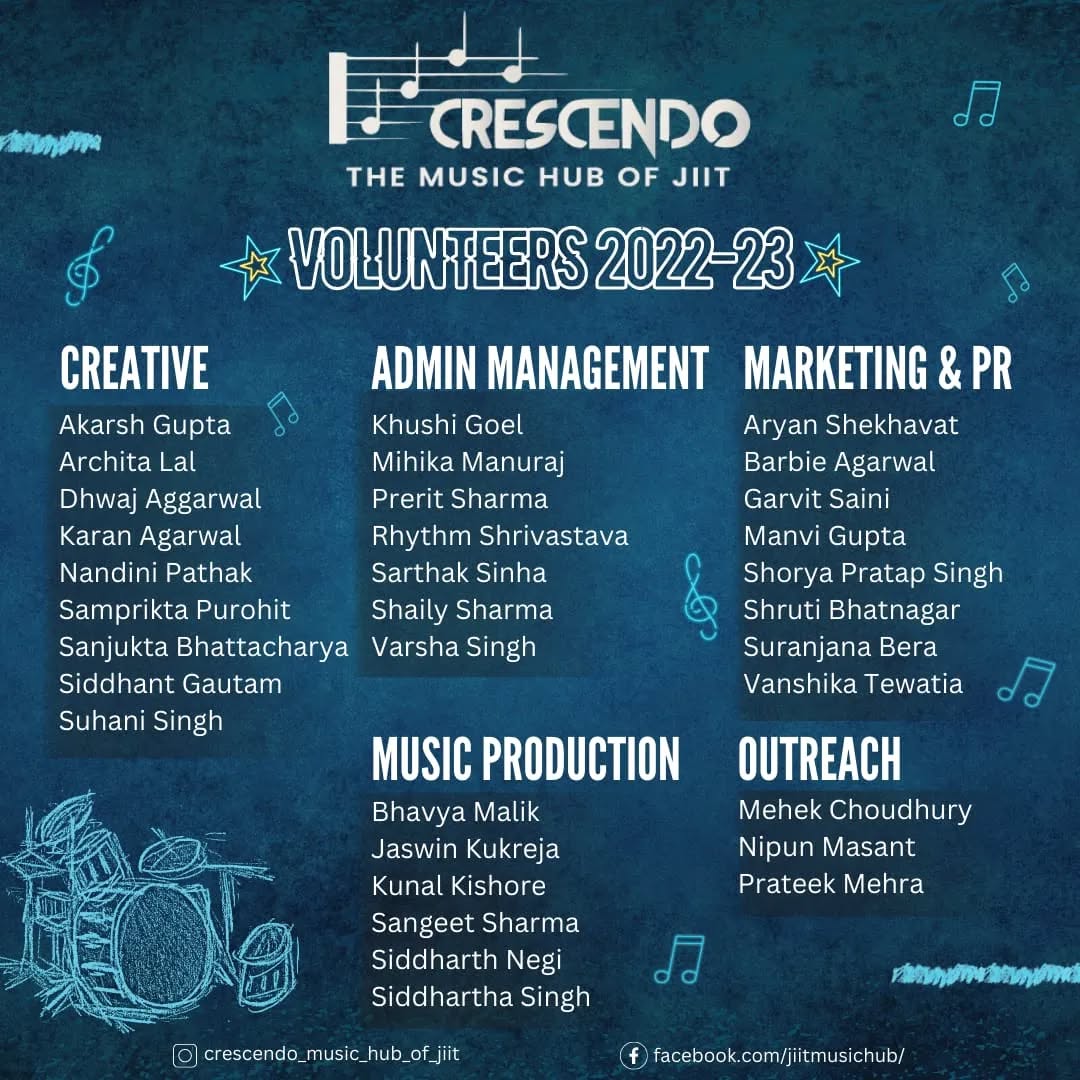 CRESCENDO
THE MUSIC HUB OF JIIT
VOLUNTEERS 2022-23
CREATIVE
Akarsh Gupta
Archita Lal
Dhwaj Aggarwal
Karan Agarwal
Nandini Pathak
Samprikta Purohit
Sanjukta Bhattacharya
Siddhant Gautam
Suhani Singh
ADMIN MANAGEMENT
Khushi Goel
Mihika Manuraj
Prerit Sharma
Rhythm Shrivastava
Sarthak Sinha
Shaily Sharma
Varsha Singh
MARKETING & PR
Aryan Shekhavat
Barbie Agarwal
Garvit Saini
Manvi Gupta
Shorya Pratap Singh
Shruti Bhatnagar
Suranjana Bera
Vanshika Tewatia
MUSIC PRODUCTION
Bhavya Malik
Jaswin Kukreja
Kunal Kishore
Sangeet Sharma
Siddharth Negi
Siddhartha Singh
OUTREACH
Mehek Choudhury
Nipun Masant
Prateek Mehra
crescendo_music_hub_of_jiit
facebook.com/jiitmusichub/